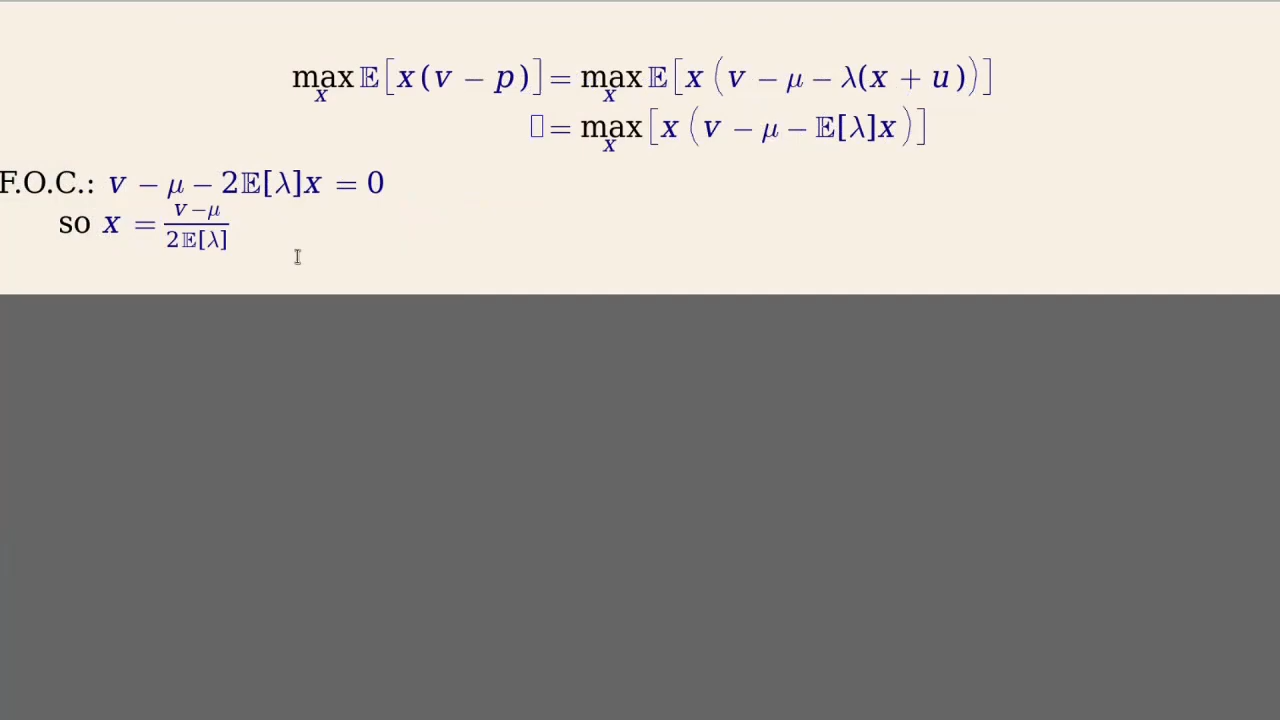 max_x 𝔼[x(v − p)] = max_x 𝔼[x(v − μ − λ(x + u))]
▯ = max_x [x(v − μ − 𝔼[λ]x)]
F.O.C.: v − μ − 2𝔼[λ]x = 0
so x = (v−μ)/(2𝔼[λ])